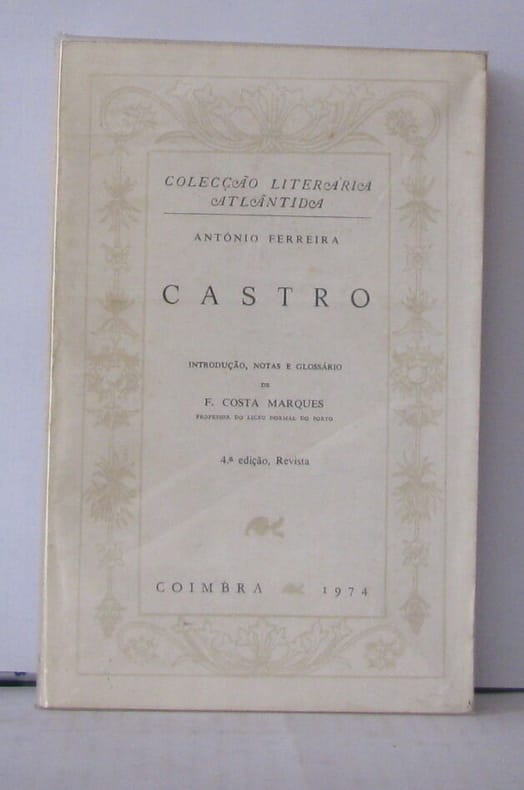 COLECÇÃO LITERÁRIA
ATLÂNTIDA
ANTÓNIO FERREIRA
CASTRO
INTRODUÇÃO, NOTAS E GLOSSÁRIO
DE
F. COSTA MARQUES
PROFESSOR DO LICEU NORMAL DO PORTO
4.ª edição, Revista
COIMBRA 1974